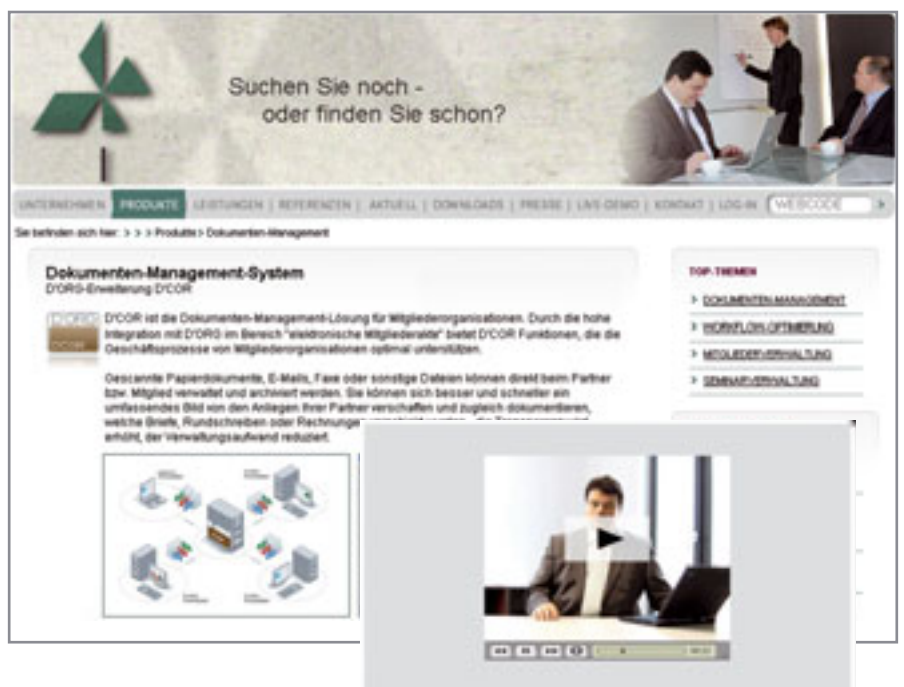 Suchen Sie noch -
oder finden Sie schon?
UNTERNEHMEN | PRODUKTE | LEISTUNGEN | REFERENZEN | AKTUELL | DOWNLOADS | PRESSE | LIVE-DEMO | KONTAKT | LOG-IN WEBCODE >
Sie befinden sich hier: > > > Produkte > Dokumenten-Management
Dokumenten-Management-System
D'ORG-Erweiterung D'COR
D'ORG
D'COR
D'COR ist die Dokumenten-Management-Lösung für Mitgliederorganisationen. Durch die hohe
Integration mit D'ORG im Bereich "elektronische Mitgliederakte" bietet D'COR Funktionen, die die
Geschäftsprozesse von Mitgliederorganisationen optimal unterstützen.
Gescannte Papierdokumente, E-Mails, Faxe oder sonstige Dateien können direkt beim Partner
bzw. Mitglied verwaltet und archiviert werden. Sie können sich besser und schneller ein
umfassendes Bild von den Anliegen Ihrer Partner verschaffen und zugleich dokumentieren,
welche Briefe, Rundschreiben oder Rechnungen
erhöht, der Verwaltungsaufwand reduziert.
TOP-THEMEN
> DOKUMENTEN-MANAGEMENT
> WORKFLOW-OPTIMIERUNG
> MITGLIEDERVERWALTUNG
> SEMINARVERWALTUNG